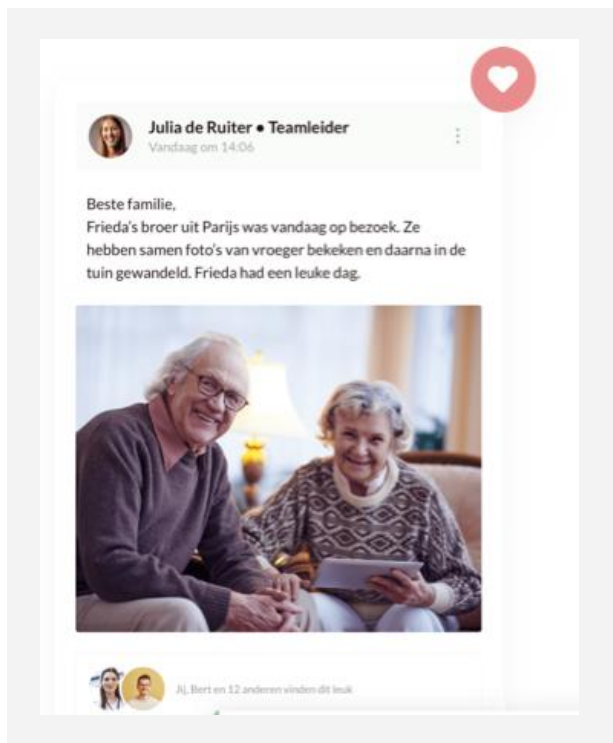 Julia de Ruiter • Teamleider
Vandaag om 14:06
Beste familie,
Frieda's broer uit Parijs was vandaag op bezoek. Ze
hebben samen foto's van vroeger bekeken en daarna in de
tuin gewandeld. Frieda had een leuke dag.
Jij, Bert en 12 anderen vinden dit leuk